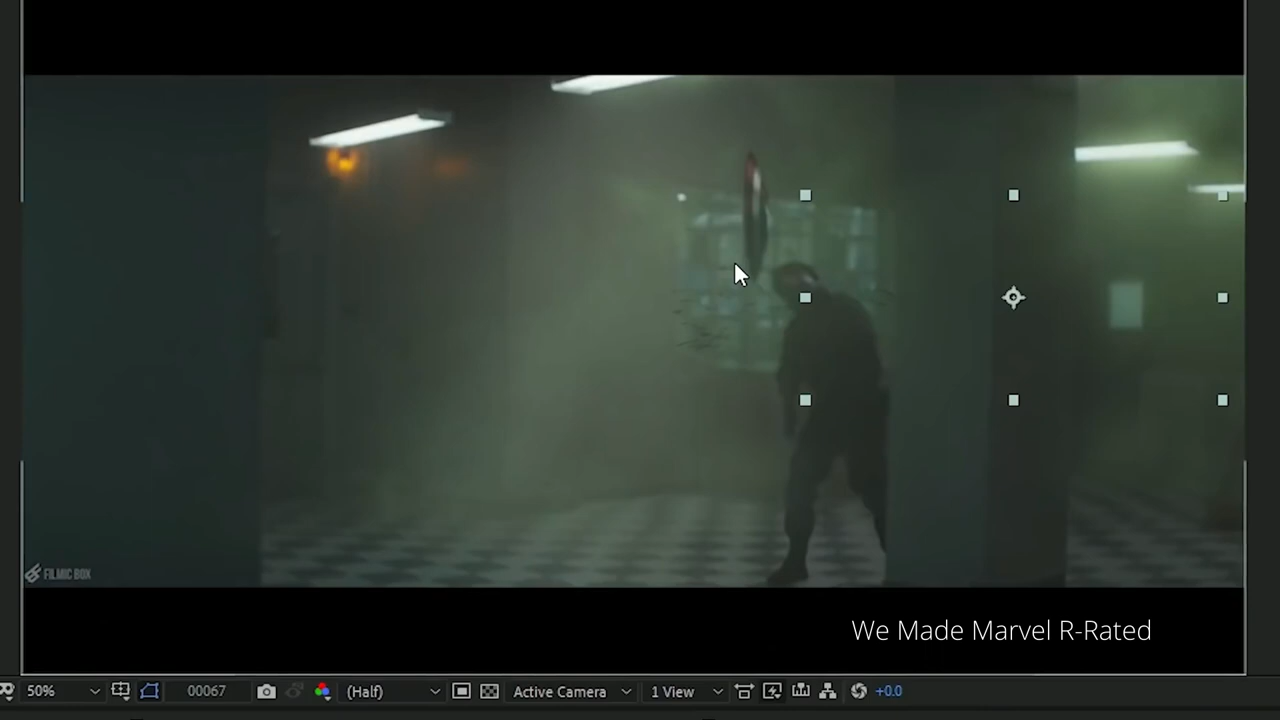 FILMIC BOX
We Made Marvel R-Rated
50%
00067
(Half)
Active Camera
1 View
+0.0